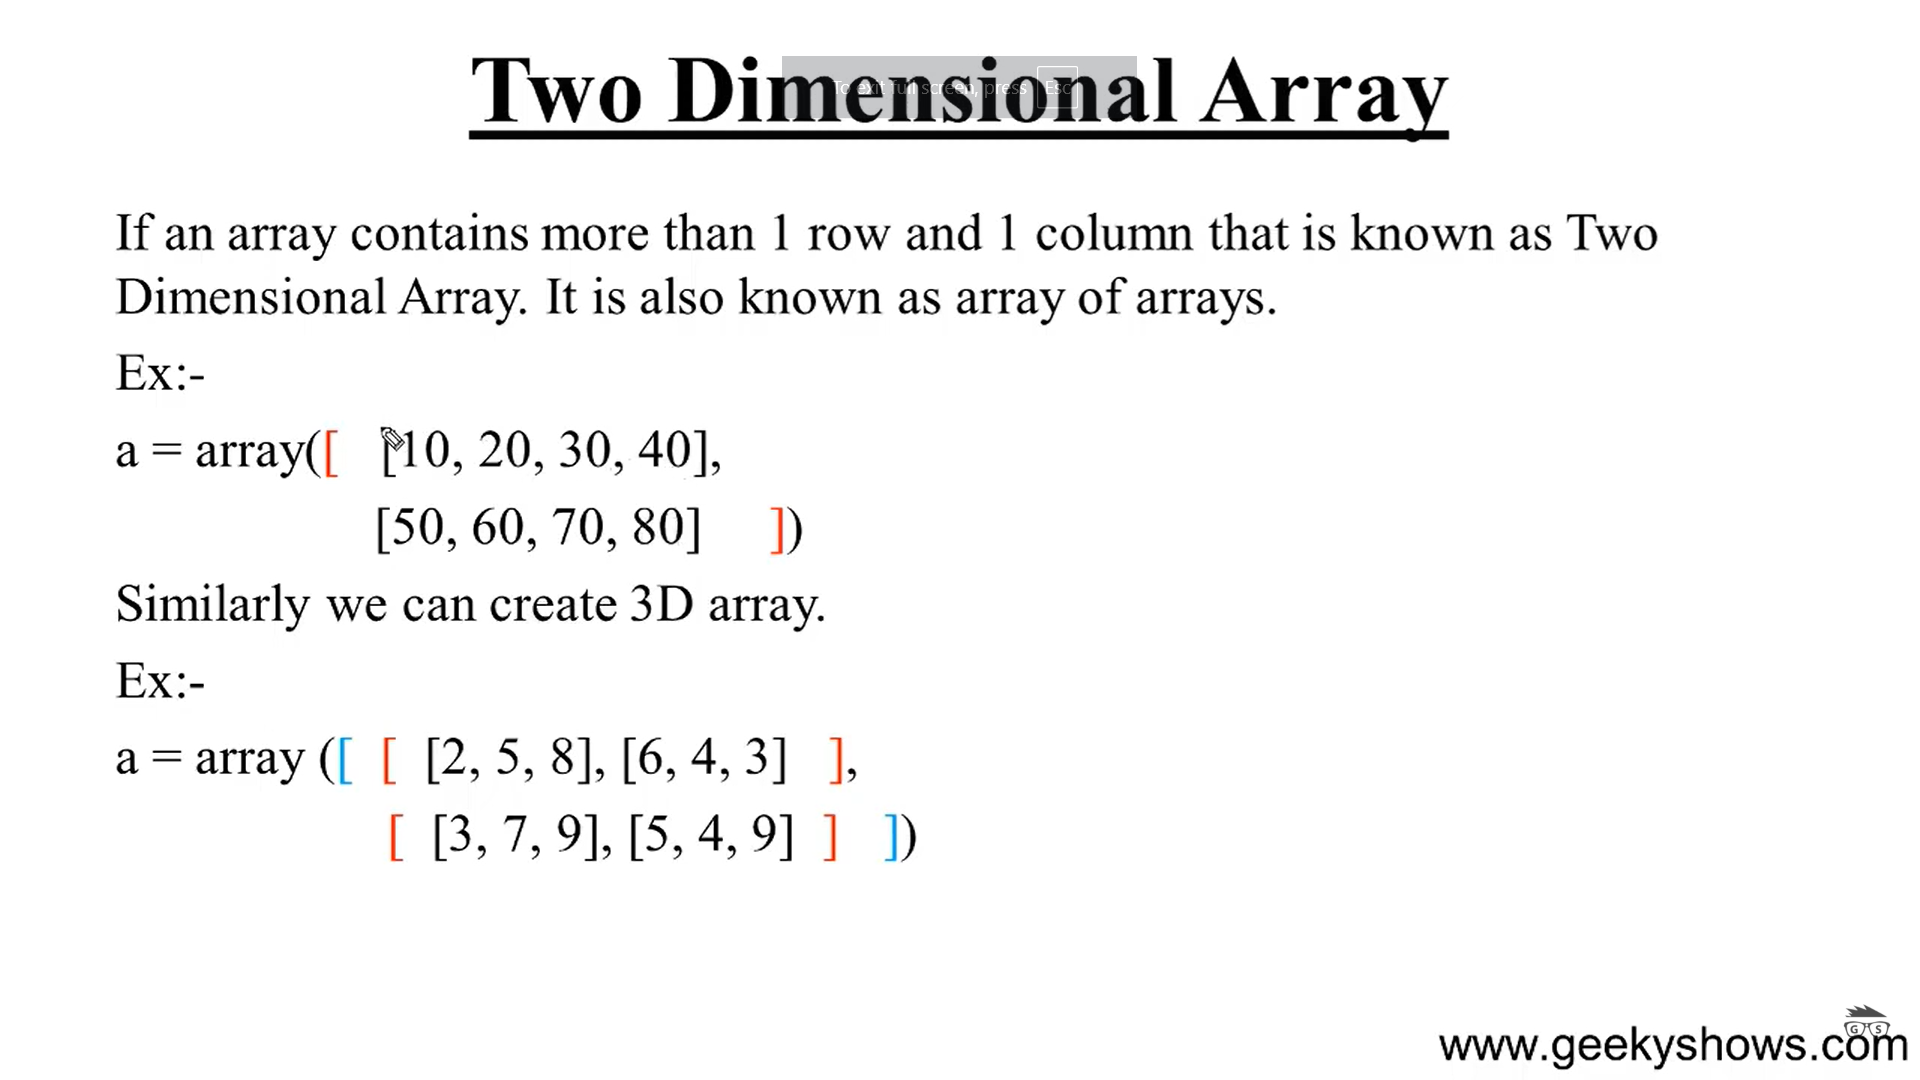 Two Dimensional Array
To exit full screen, press Esc
If an array contains more than 1 row and 1 column that is known as Two
Dimensional Array. It is also known as array of arrays.
Ex:-
a = array([ [10, 20, 30, 40],
[50, 60, 70, 80] ])
Similarly we can create 3D array.
Ex:-
a = array ([ [ [2, 5, 8], [6, 4, 3] ],
[ [3, 7, 9], [5, 4, 9] ] ])
G S
www.geekyshows.com